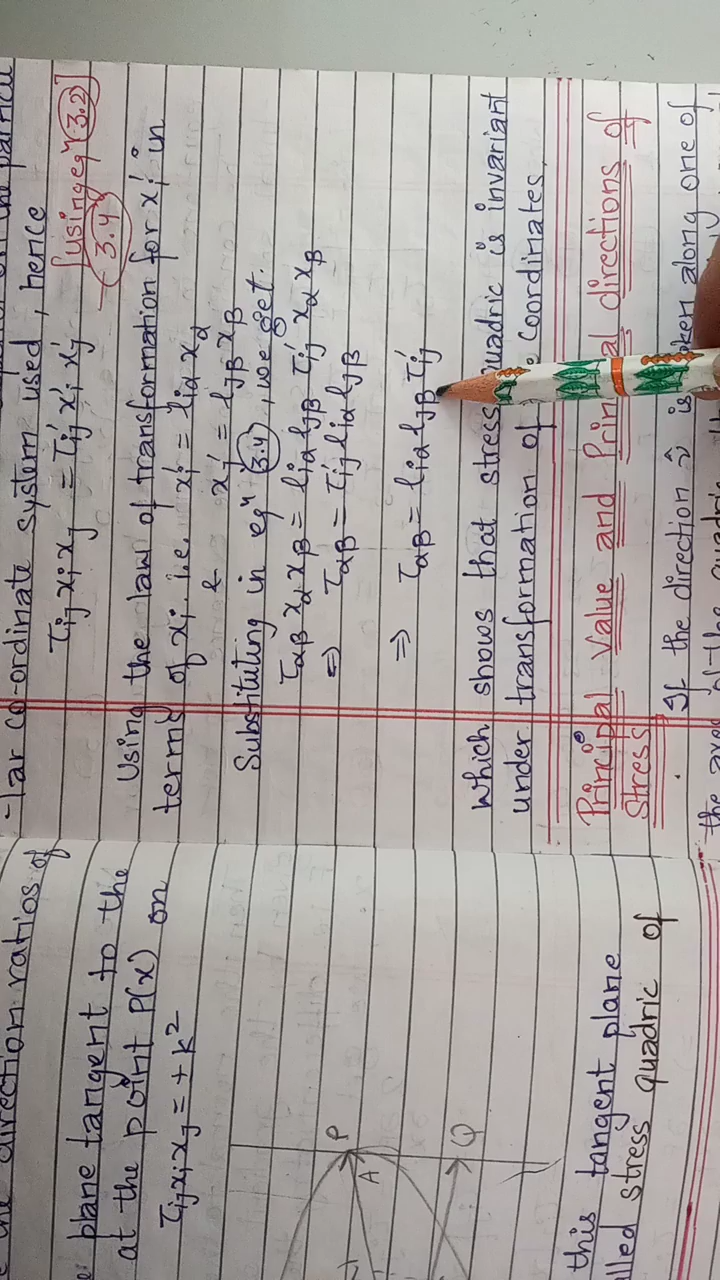 the direction ratios of
plane tangent to the
at the point P(x) on
τij xi xj = ± k²
P
A
Q
this tangent plane
lled stress quadric of
-lar co-ordinate system used, hence
τij xi xj = τ'ij x'i x'j [using eqⁿ 3.2]
— 3.4
Using the law of transformation for x'i in
terms of xi i.e. x'i = liα xα
& x'j = ljβ xβ
Substituting in eqⁿ 3.4, we get.
ταβ xα xβ = liα ljβ τ'ij xα xβ
⇒ ταβ = τ'ij liα ljβ
⇒ ταβ = liα ljβ τ'ij
which shows that stress quadric is invariant
under transformation of Coordinates.
Principal Value and Prin al directions of
Stress
If the direction ν̂ is ken along one of
the